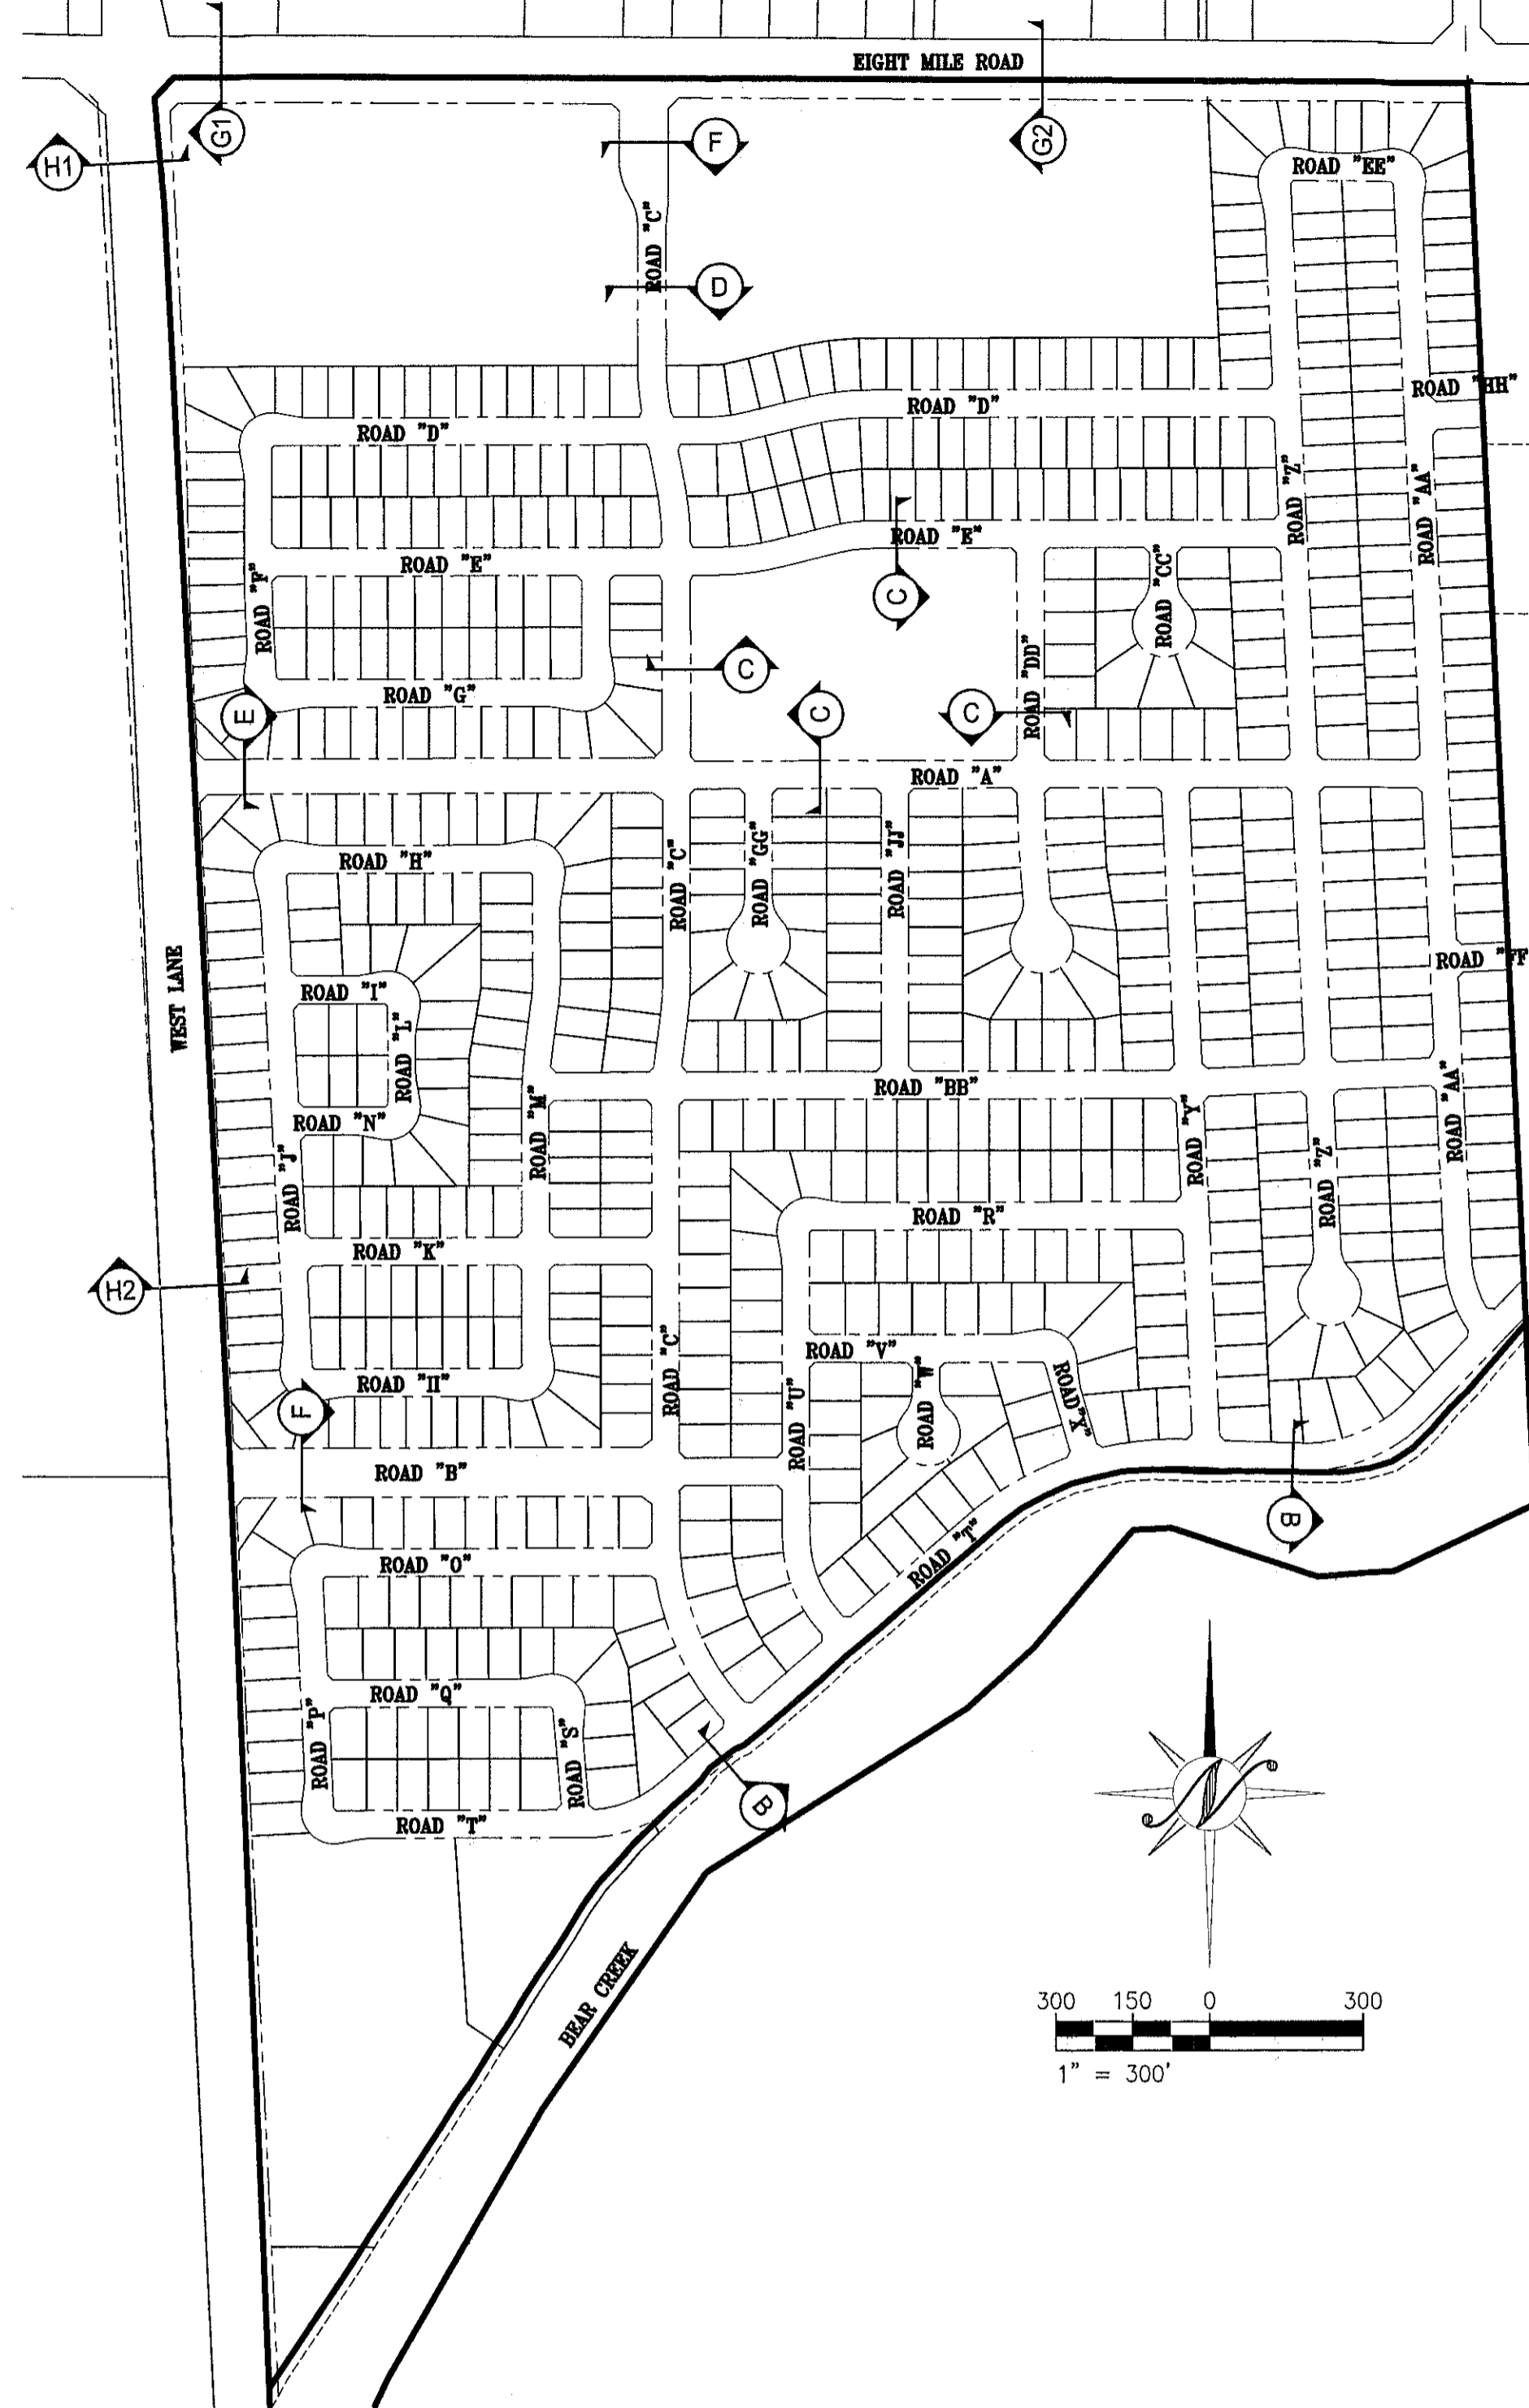 EIGHT MILE ROAD
G1
F
G2
H1
ROAD "EE"
ROAD "C"
D
ROAD "HH"
ROAD "D"
ROAD "D"
ROAD "Z"
ROAD "AA"
ROAD "E"
ROAD "E"
ROAD "F"
ROAD "CC"
C
ROAD "DD"
C
ROAD "G"
E
C
C
ROAD "A"
ROAD "H"
ROAD "C"
ROAD "GG"
ROAD "JJ"
WEST LANE
ROAD "FF
ROAD "I"
ROAD "L"
ROAD "BB"
ROAD "N"
ROAD "M"
ROAD "Y"
ROAD "AA"
ROAD "J"
ROAD "Z"
ROAD "R"
ROAD "K"
H2
ROAD "V"
ROAD "C"
ROAD "II"
ROAD "U"
ROAD "W"
ROAD "X"
F
ROAD "B"
B
ROAD "O"
ROAD "T"
ROAD "Q"
ROAD "P"
ROAD "S"
B
ROAD "T"
BEAR CREEK
300 150 0 300
1" = 300'